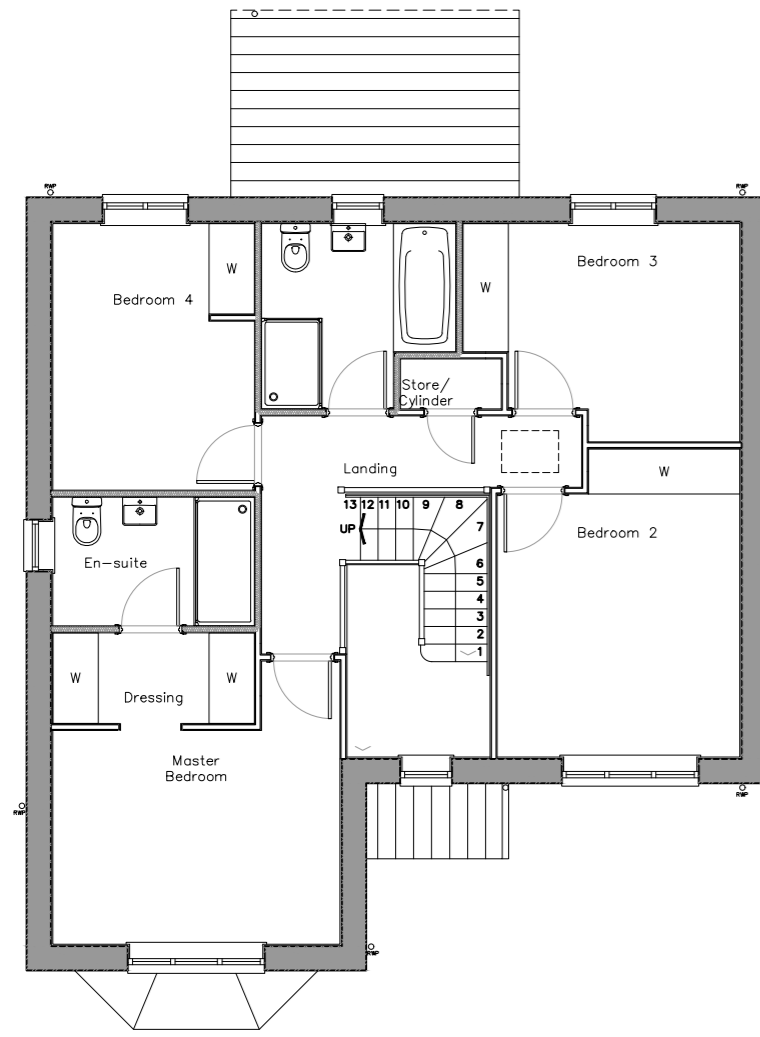 RWP
RWP
W
Bedroom 3
W
Bedroom 4
Store/
Cylinder
Landing
W
13 12 11 10 9 8
UP
7
Bedroom 2
En-suite
6
5
4
3
2
1
W
W
Dressing
Master
Bedroom
RWP
RWP
RWP